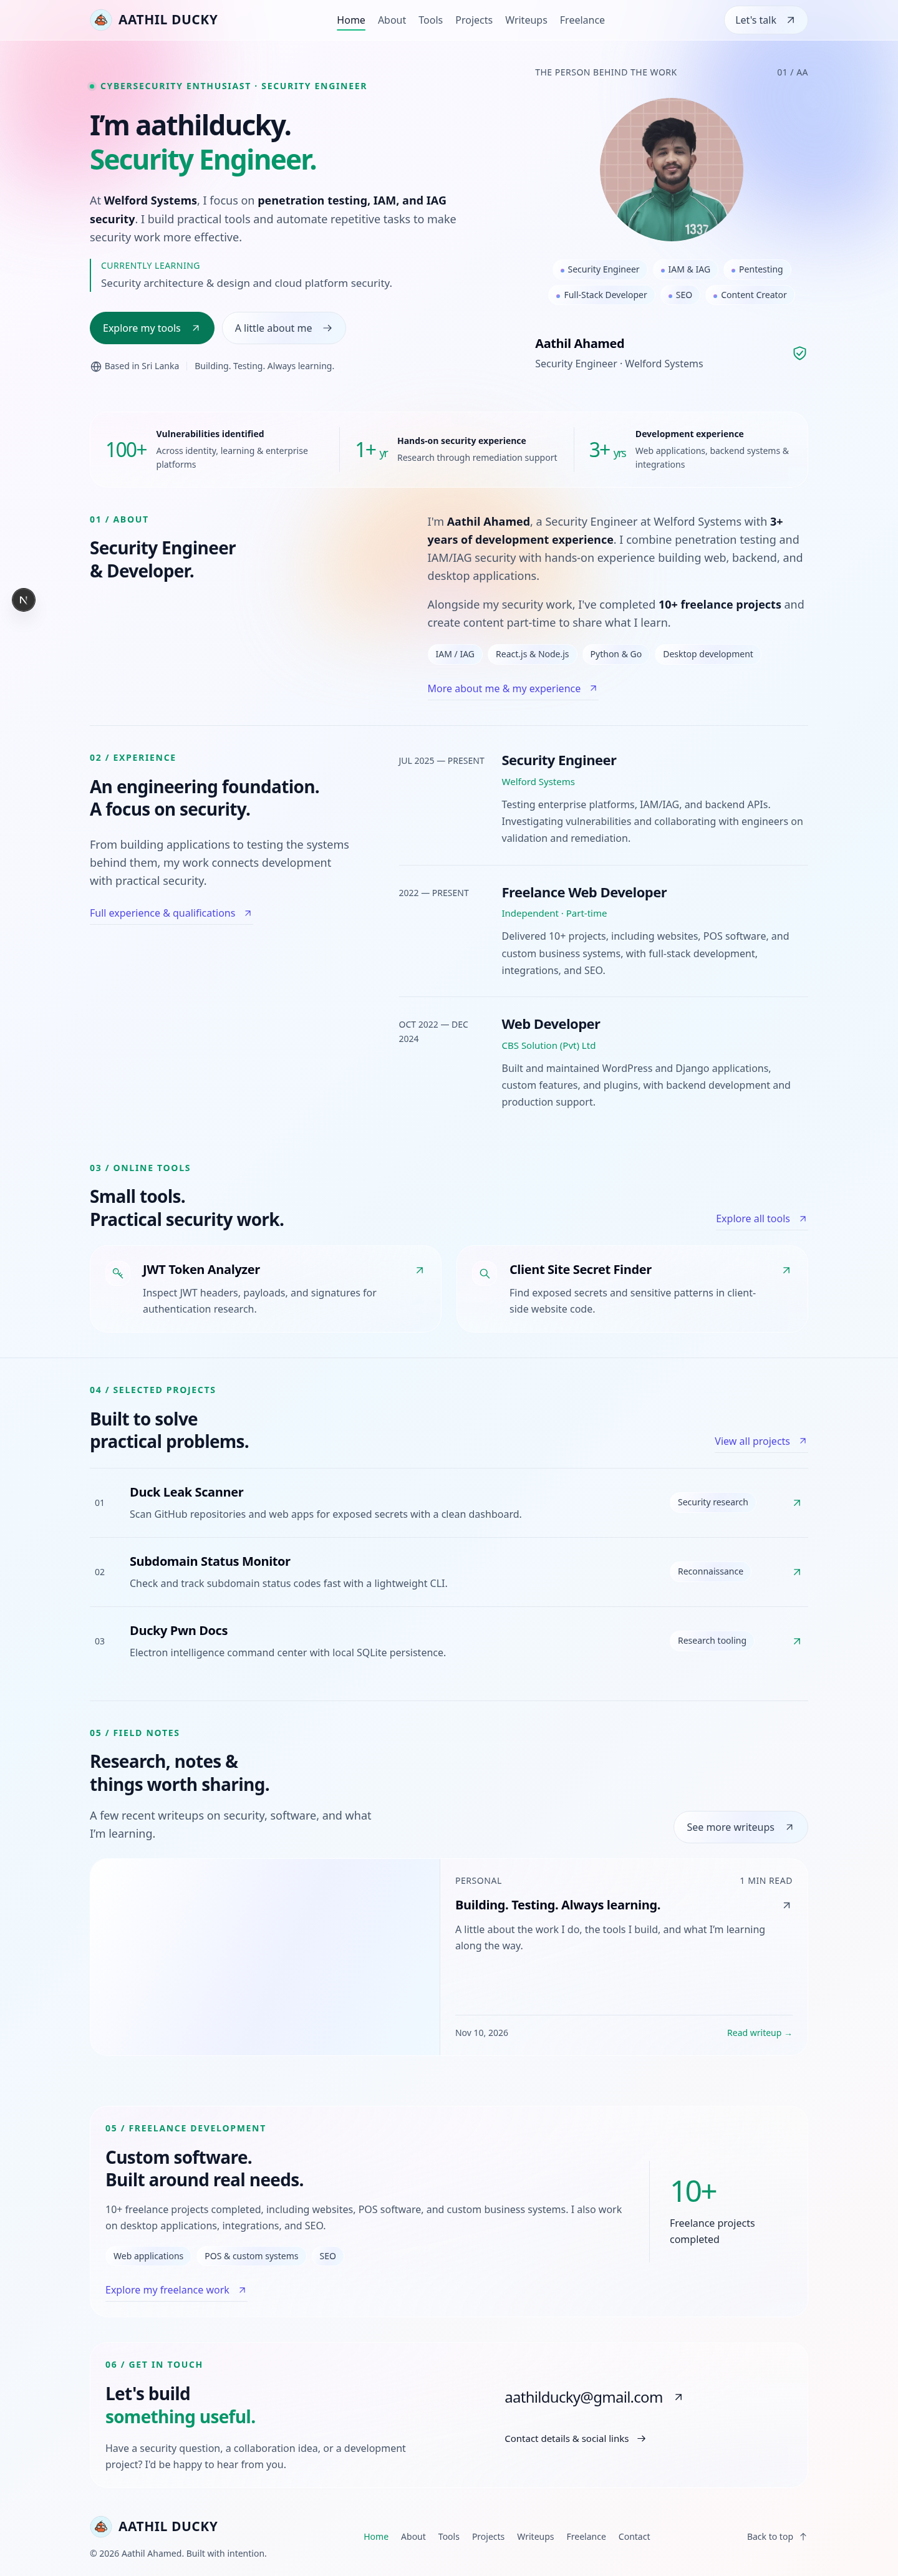 AATHIL DUCKY
Home About Tools Projects Writeups Freelance
Let's talk
CYBERSECURITY ENTHUSIAST · SECURITY ENGINEER
I’m aathilducky.
Security Engineer.
At Welford Systems, I focus on penetration testing, IAM, and IAG
security. I build practical tools and automate repetitive tasks to make
security work more effective.
CURRENTLY LEARNING
Security architecture & design and cloud platform security.
Explore my tools
A little about me
Based in Sri Lanka
Building. Testing. Always learning.
THE PERSON BEHIND THE WORK
01 / AA
1337
Security Engineer
IAM & IAG
Pentesting
Full-Stack Developer
SEO
Content Creator
Aathil Ahamed
Security Engineer · Welford Systems
100+
Vulnerabilities identified
Across identity, learning & enterprise
platforms
1+ yr
Hands-on security experience
Research through remediation support
3+ yrs
Development experience
Web applications, backend systems &
integrations
01 / ABOUT
Security Engineer
& Developer.
I'm Aathil Ahamed, a Security Engineer at Welford Systems with 3+
years of development experience. I combine penetration testing and
IAM/IAG security with hands-on experience building web, backend, and
desktop applications.
Alongside my security work, I've completed 10+ freelance projects and
create content part-time to share what I learn.
IAM / IAG
React.js & Node.js
Python & Go
Desktop development
More about me & my experience
N
02 / EXPERIENCE
An engineering foundation.
A focus on security.
From building applications to testing the systems
behind them, my work connects development
with practical security.
Full experience & qualifications
JUL 2025 — PRESENT
Security Engineer
Welford Systems
Testing enterprise platforms, IAM/IAG, and backend APIs.
Investigating vulnerabilities and collaborating with engineers on
validation and remediation.
2022 — PRESENT
Freelance Web Developer
Independent · Part-time
Delivered 10+ projects, including websites, POS software, and
custom business systems, with full-stack development,
integrations, and SEO.
OCT 2022 — DEC
2024
Web Developer
CBS Solution (Pvt) Ltd
Built and maintained WordPress and Django applications,
custom features, and plugins, with backend development and
production support.
03 / ONLINE TOOLS
Small tools.
Practical security work.
Explore all tools
JWT Token Analyzer
Inspect JWT headers, payloads, and signatures for
authentication research.
Client Site Secret Finder
Find exposed secrets and sensitive patterns in client-
side website code.
04 / SELECTED PROJECTS
Built to solve
practical problems.
View all projects
01
Duck Leak Scanner
Scan GitHub repositories and web apps for exposed secrets with a clean dashboard.
Security research
02
Subdomain Status Monitor
Check and track subdomain status codes fast with a lightweight CLI.
Reconnaissance
03
Ducky Pwn Docs
Electron intelligence command center with local SQLite persistence.
Research tooling
05 / FIELD NOTES
Research, notes &
things worth sharing.
A few recent writeups on security, software, and what
I’m learning.
See more writeups
PERSONAL
1 MIN READ
Building. Testing. Always learning.
A little about the work I do, the tools I build, and what I’m learning
along the way.
Nov 10, 2026
Read writeup →
05 / FREELANCE DEVELOPMENT
Custom software.
Built around real needs.
10+ freelance projects completed, including websites, POS software, and custom business systems. I also work
on desktop applications, integrations, and SEO.
Web applications
POS & custom systems
SEO
Explore my freelance work
10+
Freelance projects
completed
06 / GET IN TOUCH
Let's build
something useful.
Have a security question, a collaboration idea, or a development
project? I'd be happy to hear from you.
aathilducky@gmail.com
Contact details & social links
AATHIL DUCKY
© 2026 Aathil Ahamed. Built with intention.
Home About Tools Projects Writeups Freelance Contact
Back to top